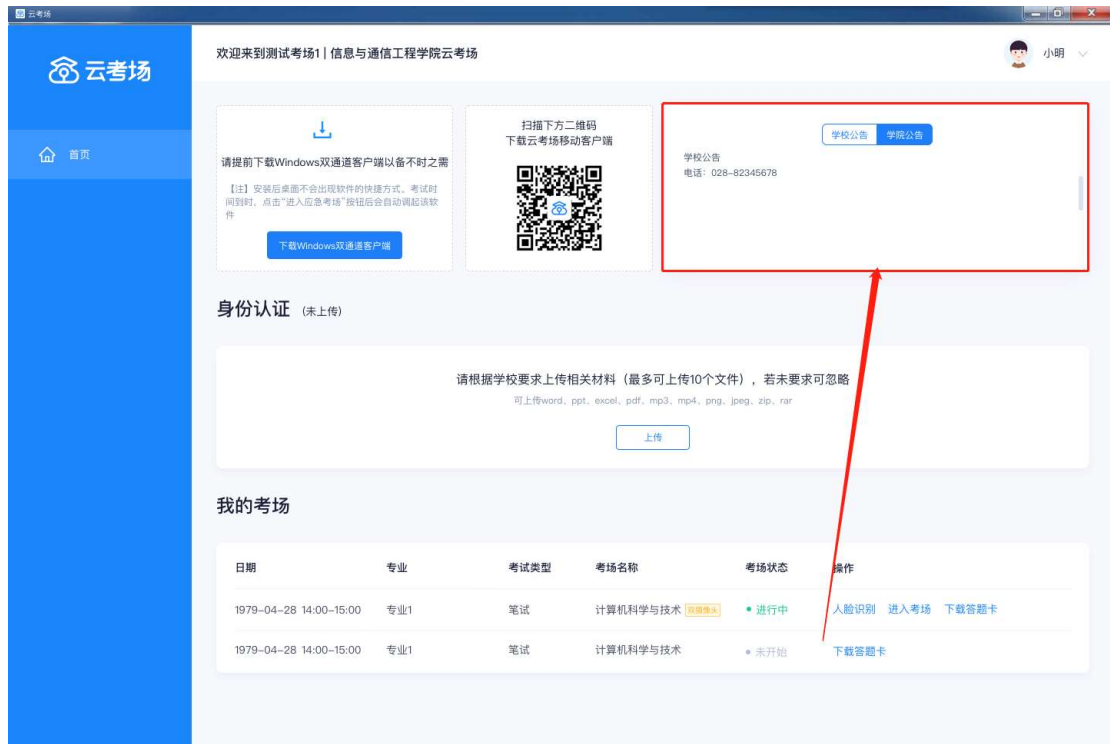 云考场
云考场
首页
欢迎来到测试考场1 | 信息与通信工程学院云考场
小明
请提前下载Windows双通道客户端以备不时之需
【注】安装后桌面不会出现软件的快捷方式。考试时
间到时，点击“进入应急考场”按钮后会自动调起该软
件
下载Windows双通道客户端
扫描下方二维码
下载云考场移动客户端
学校公告 学院公告
学校公告
电话：028-82345678
身份认证 (未上传)
请根据学校要求上传相关材料（最多可上传10个文件），若未要求可忽略
可上传word、ppt、excel、pdf、mp3、mp4、png、jpeg、zip、rar
上传
我的考场
日期 专业 考试类型 考场名称 考场状态 操作
1979-04-28 14:00-15:00 专业1 笔试 计算机科学与技术 双摄像头 进行中 人脸识别 进入考场 下载答题卡
1979-04-28 14:00-15:00 专业1 笔试 计算机科学与技术 未开始 下载答题卡